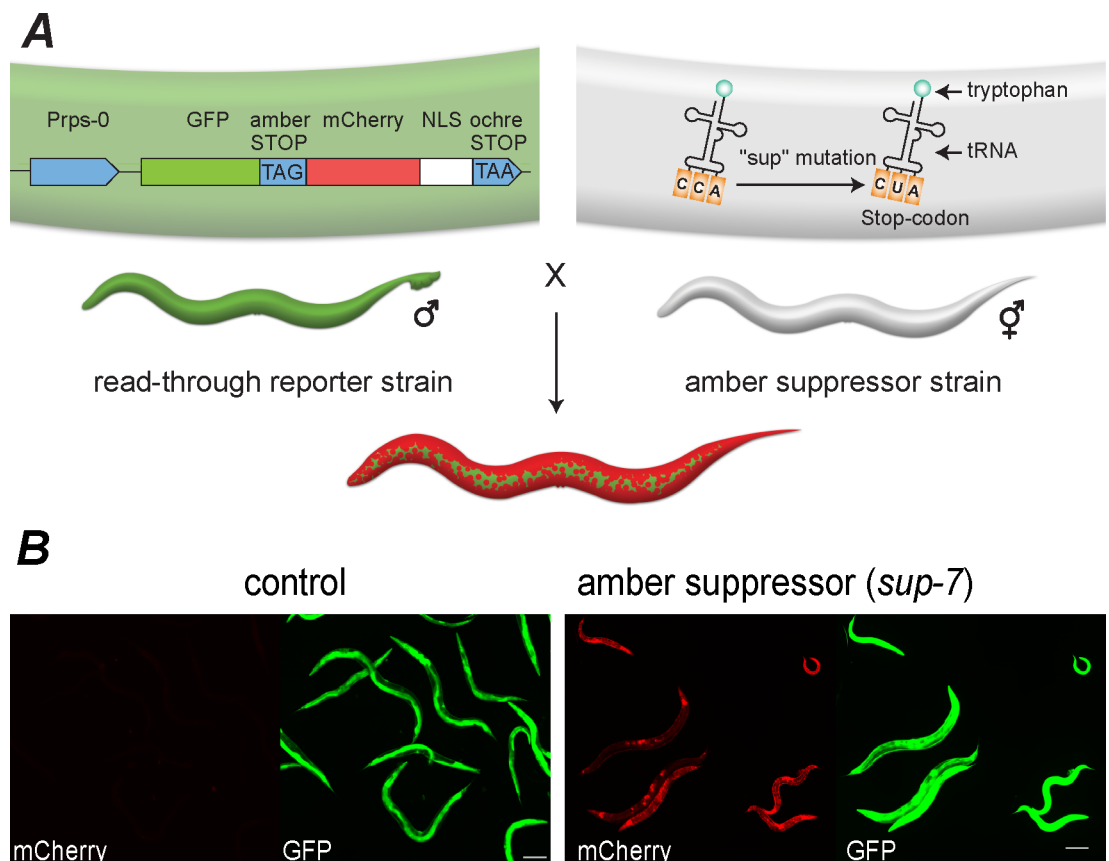 A
Prps-0 GFP amber STOP mCherry NLS ochre STOP
TAG TAA
tryptophan
"sup" mutation
tRNA
C C A
C U A
Stop-codon
X
♂
⚥
read-through reporter strain
amber suppressor strain
B
control
amber suppressor (sup-7)
mCherry
GFP
mCherry
GFP